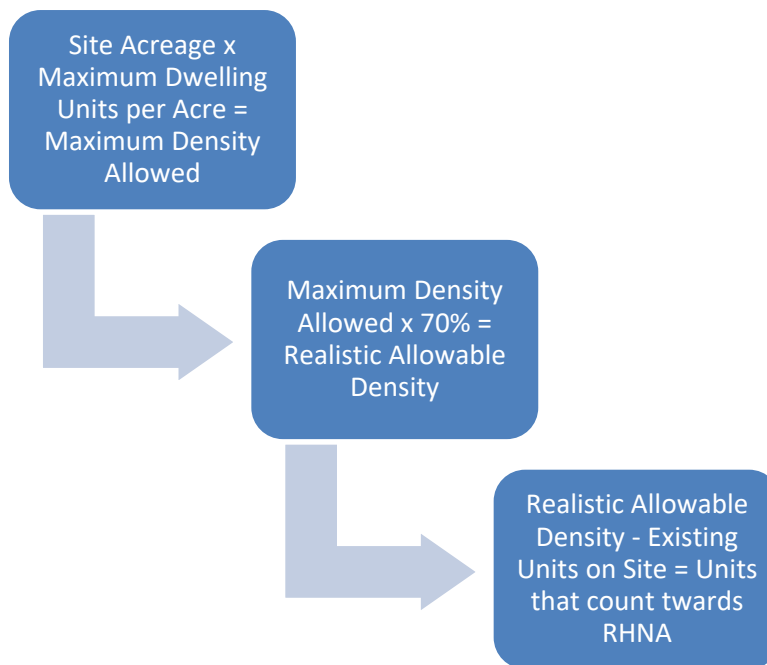 Site Acreage x
Maximum Dwelling
Units per Acre =
Maximum Density
Allowed
Maximum Density
Allowed x 70% =
Realistic Allowable
Density
Realistic Allowable
Density - Existing
Units on Site = Units
that count twards
RHNA